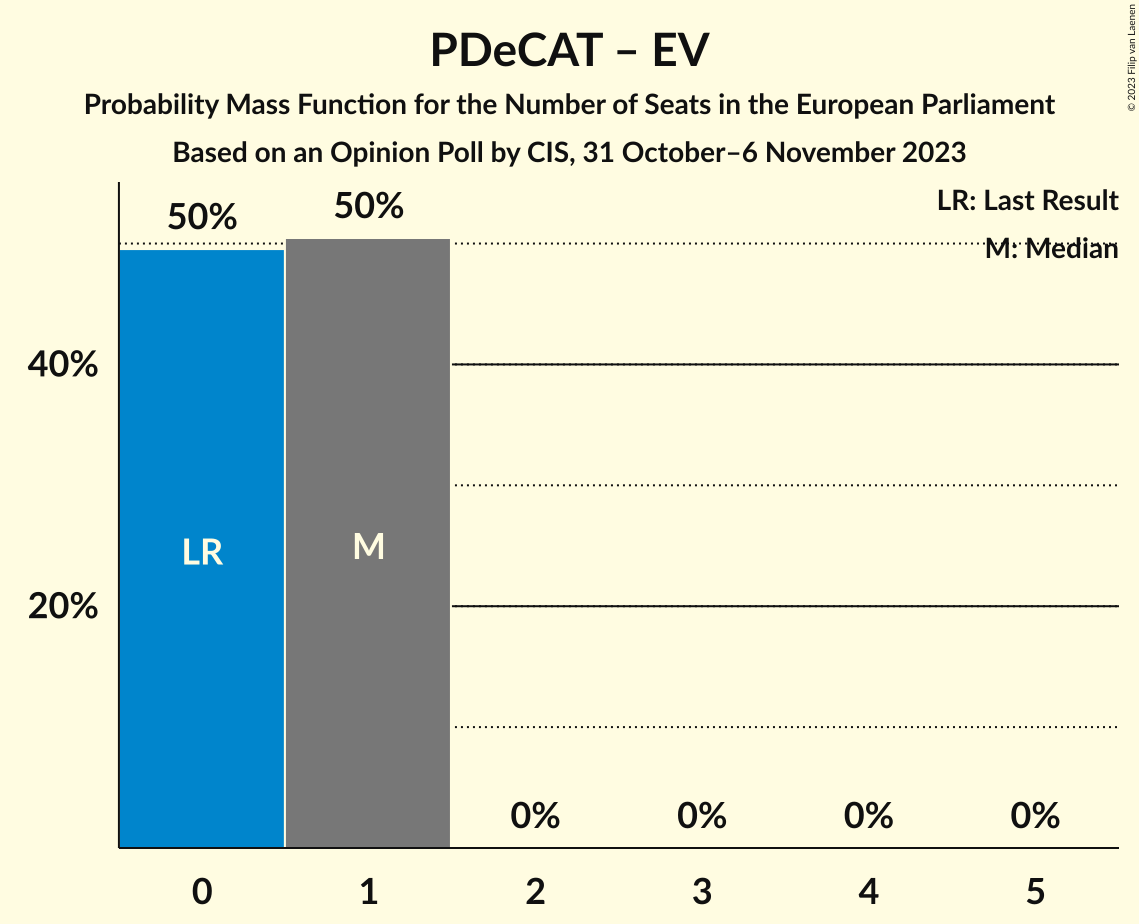 PDeCAT – EV
Probability Mass Function for the Number of Seats in the European Parliament
Based on an Opinion Poll by CIS, 31 October–6 November 2023
© 2023 Filip van Laenen
LR: Last Result
M: Median
50%
50%
40%
20%
LR
M
0%
0%
0%
0%
0
1
2
3
4
5